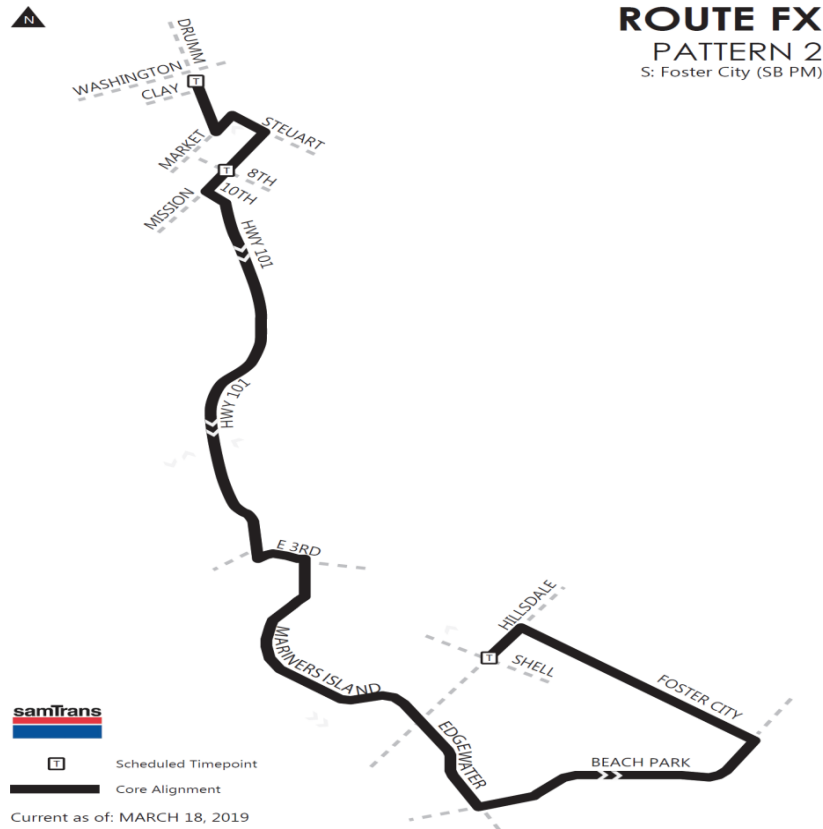 N
ROUTE FX
PATTERN 2
S: Foster City (SB PM)
DRUMM
WASHINGTON
T
CLAY
STEUART
MARKET
T
8TH
10TH
MISSION
HWY 101
HWY 101
E 3RD
HILLSDALE
T
SHELL
MARINERS ISLAND
FOSTER CITY
EDGEWATER
BEACH PARK
samTrans
T Scheduled Timepoint
Core Alignment
Current as of: MARCH 18, 2019